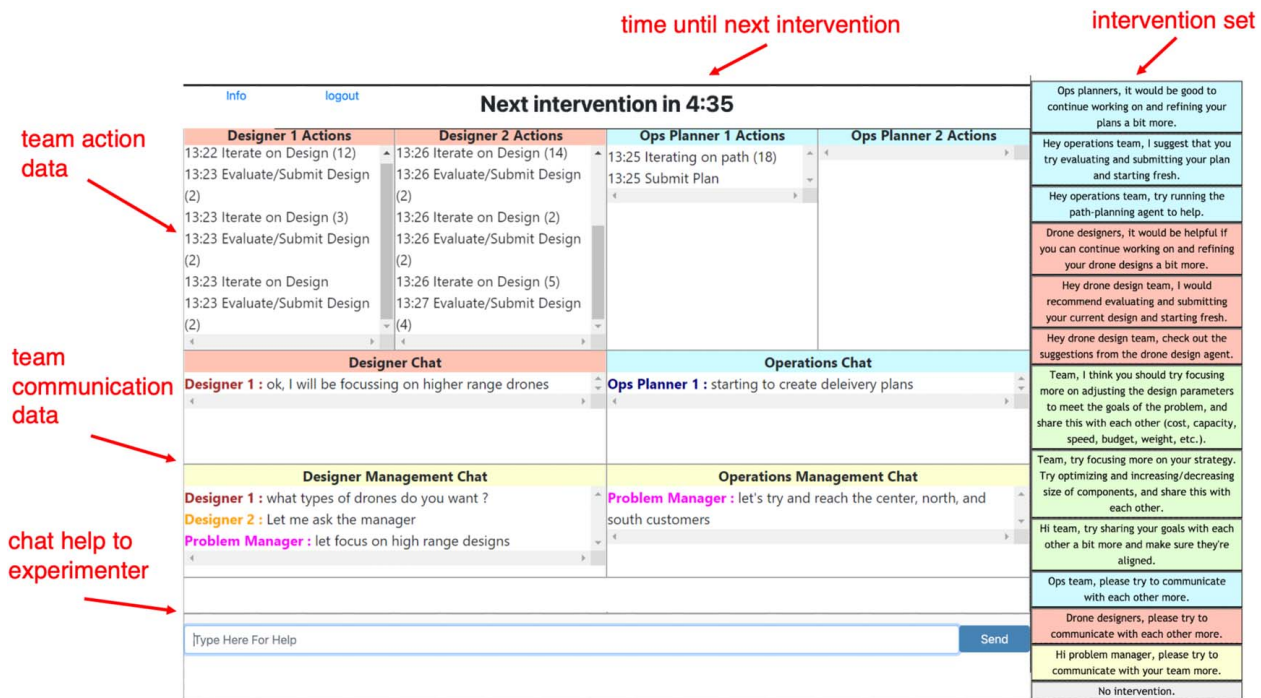 time until next intervention
intervention set
team action
data
team
communication
data
chat help to
experimenter
Info
logout
Next intervention in 4:35
Designer 1 Actions
13:22 Iterate on Design (12)
13:23 Evaluate/Submit Design
(2)
13:23 Iterate on Design (3)
13:23 Evaluate/Submit Design
(2)
13:23 Iterate on Design
13:23 Evaluate/Submit Design
(2)
Designer 2 Actions
13:26 Iterate on Design (14)
13:26 Evaluate/Submit Design
(2)
13:26 Iterate on Design (2)
13:26 Evaluate/Submit Design
(2)
13:26 Iterate on Design (5)
13:27 Evaluate/Submit Design
(4)
Ops Planner 1 Actions
13:25 Iterating on path (18)
13:25 Submit Plan
Ops Planner 2 Actions
Designer Chat
Designer 1 : ok, I will be focussing on higher range drones
Operations Chat
Ops Planner 1 : starting to create deleivery plans
Designer Management Chat
Designer 1 : what types of drones do you want ?
Designer 2 : Let me ask the manager
Problem Manager : let focus on high range designs
Operations Management Chat
Problem Manager : let's try and reach the center, north, and
south customers
Type Here For Help
Send
Ops planners, it would be good to
continue working on and refining your
plans a bit more.
Hey operations team, I suggest that you
try evaluating and submitting your plan
and starting fresh.
Hey operations team, try running the
path-planning agent to help.
Drone designers, it would be helpful if
you can continue working on and refining
your drone designs a bit more.
Hey drone design team, I would
recommend evaluating and submitting
your current design and starting fresh.
Hey drone design team, check out the
suggestions from the drone design agent.
Team, I think you should try focusing
more on adjusting the design parameters
to meet the goals of the problem, and
share this with each other (cost, capacity,
speed, budget, weight, etc.).
Team, try focusing more on your strategy.
Try optimizing and increasing/decreasing
size of components, and share this with
each other.
Hi team, try sharing your goals with each
other a bit more and make sure they're
aligned.
Ops team, please try to communicate
with each other more.
Drone designers, please try to
communicate with each other more.
Hi problem manager, please try to
communicate with your team more.
No intervention.